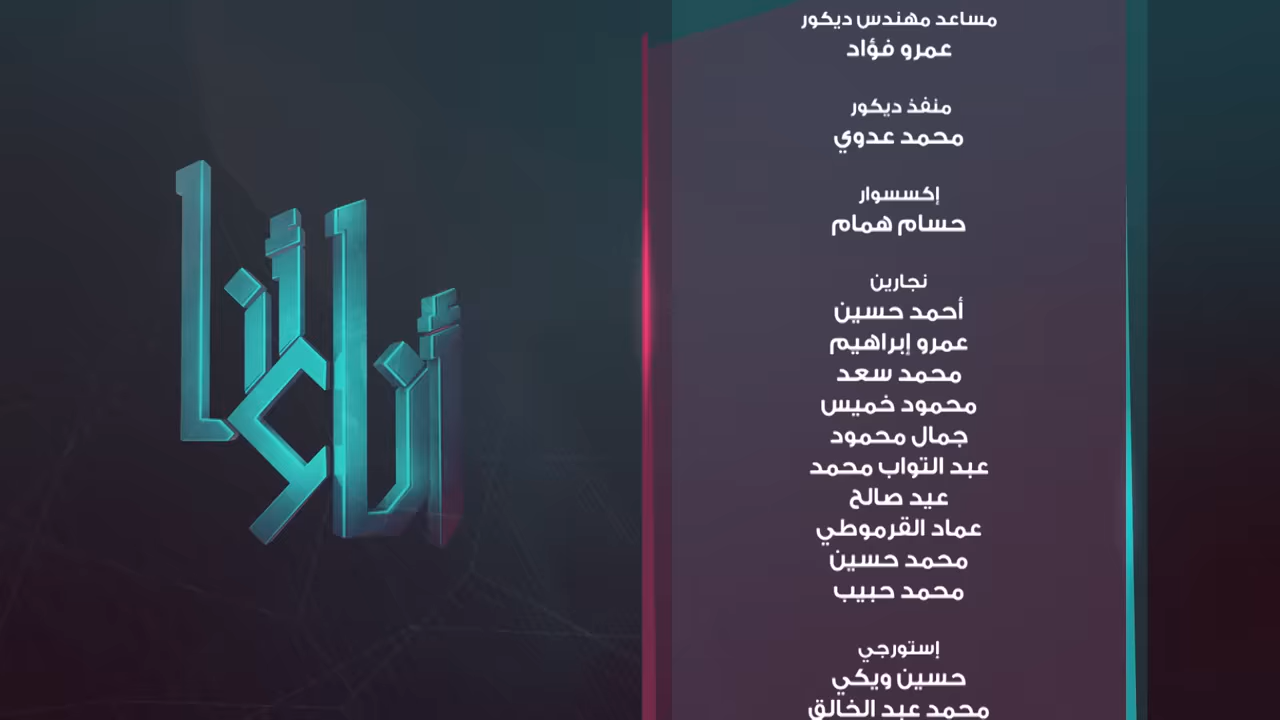 أنا وأنا
مساعد مهندس ديكور
عمرو فؤاد
منفذ ديكور
محمد عدوي
إكسسوار
حسام همام
نجارين
أحمد حسين
عمرو إبراهيم
محمد سعد
محمود خميس
جمال محمود
عبد التواب محمد
عيد صالح
عماد القرموطي
محمد حسين
محمد حبيب
إستورجي
حسين ويكي
محمد عبد الخالق